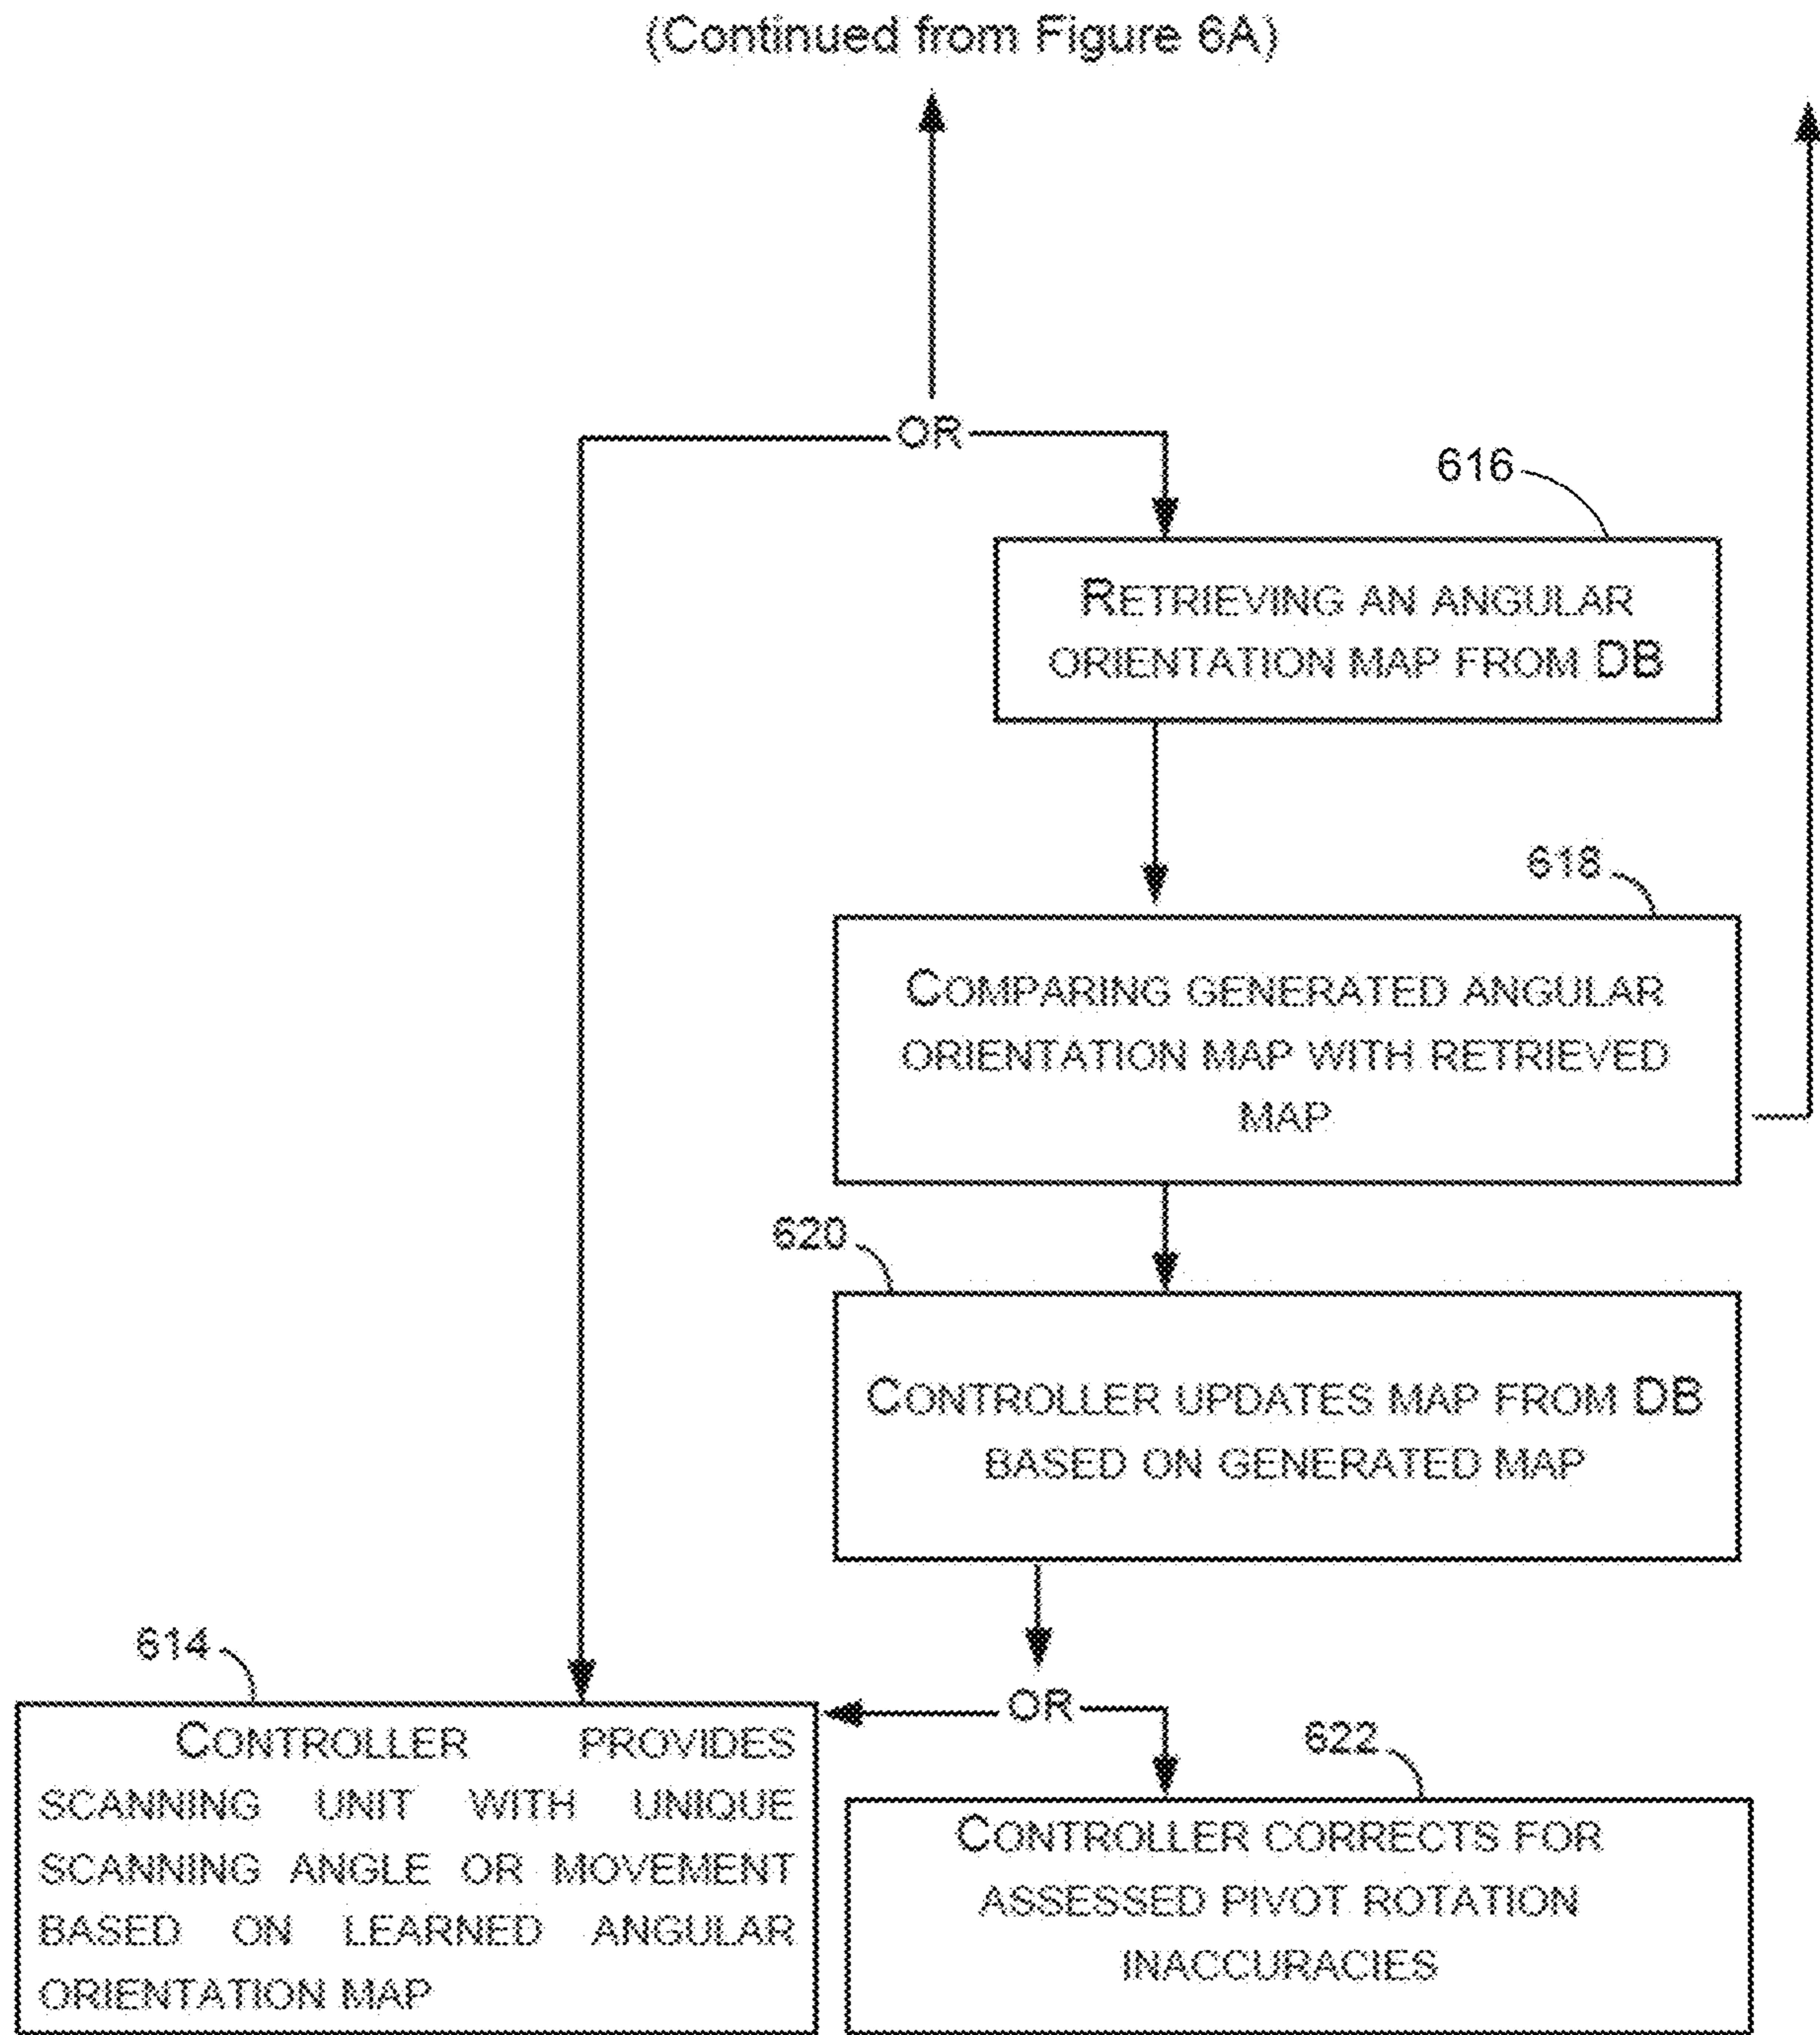 (Continued from Figure 6A)
OR
616
RETRIEVING AN ANGULAR
ORIENTATION MAP FROM DB
618
COMPARING GENERATED ANGULAR
ORIENTATION MAP WITH RETRIEVED
MAP
620
CONTROLLER UPDATES MAP FROM DB
BASED ON GENERATED MAP
614
OR
CONTROLLER PROVIDES
SCANNING UNIT WITH UNIQUE
SCANNING ANGLE OR MOVEMENT
BASED ON LEARNED ANGULAR
ORIENTATION MAP
622
CONTROLLER CORRECTS FOR
ASSESSED PIVOT ROTATION
INACCURACIES